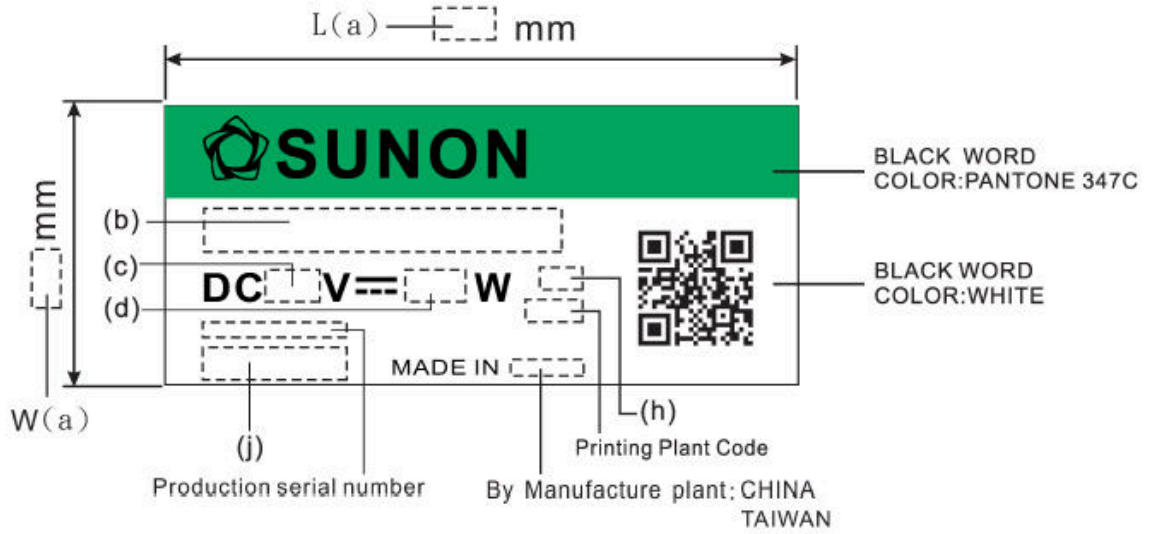 L(a) mm
SUNON
BLACK WORD
COLOR:PANTONE 347C
mm
(b)
(c)
DC V W
BLACK WORD
COLOR:WHITE
(d)
MADE IN
W(a)
(j)
(h)
Printing Plant Code
Production serial number
By Manufacture plant: CHINA
TAIWAN